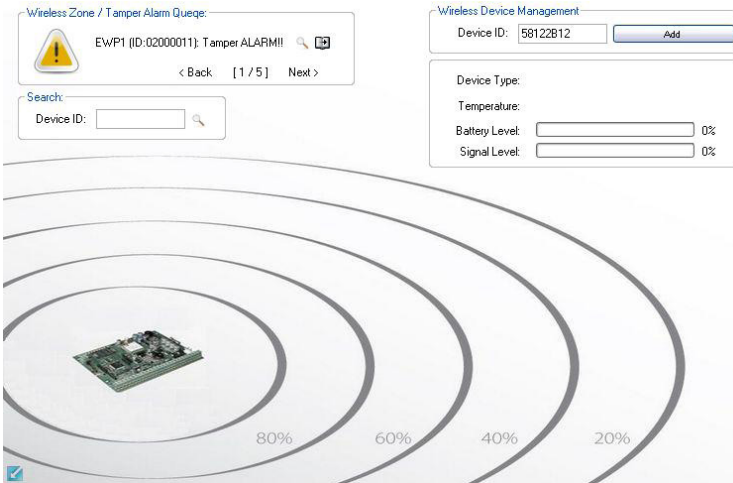 Wireless Zone / Tamper Alarm Queqe:
EWP1 (ID:02000011): Tamper ALARM!!
< Back [ 1 / 5 ] Next >
Search:
Device ID:
Wireless Device Management
Device ID: 58122B12 Add
Device Type:
Temperature:
Battery Level: 0%
Signal Level: 0%
80% 60% 40% 20%